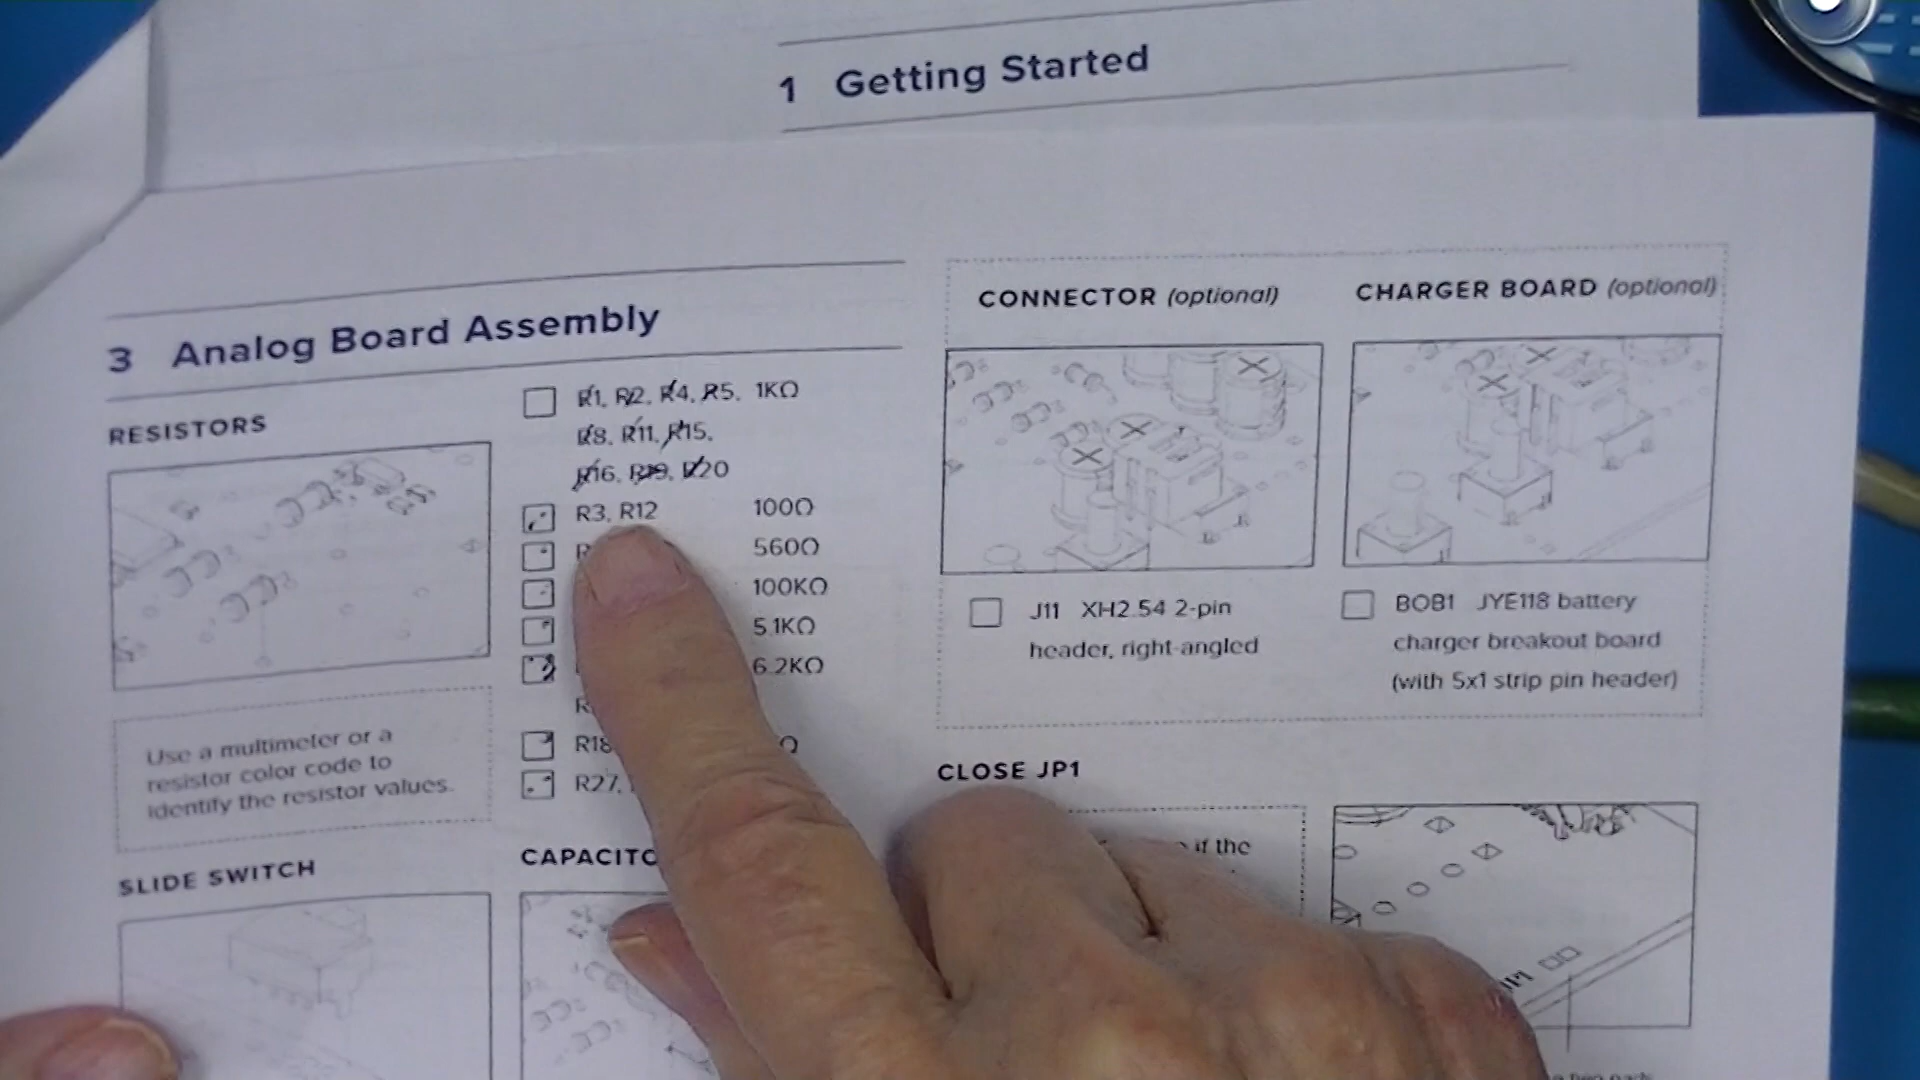 1 Getting Started
3 Analog Board Assembly
RESISTORS
R1, R2, R4, R5, 1KΩ
R8, R11, R15,
R16, R19, R20
R3, R12 100Ω
560Ω
100KΩ
5.1KΩ
6.2KΩ
R18
R27,
Use a multimeter or a
resistor color code to
identify the resistor values.
SLIDE SWITCH
CONNECTOR (optional)
J11 XH2.54 2-pin
header, right-angled
CHARGER BOARD (optional)
BOB1 JYE118 battery
charger breakout board
(with 5x1 strip pin header)
CLOSE JP1
if the